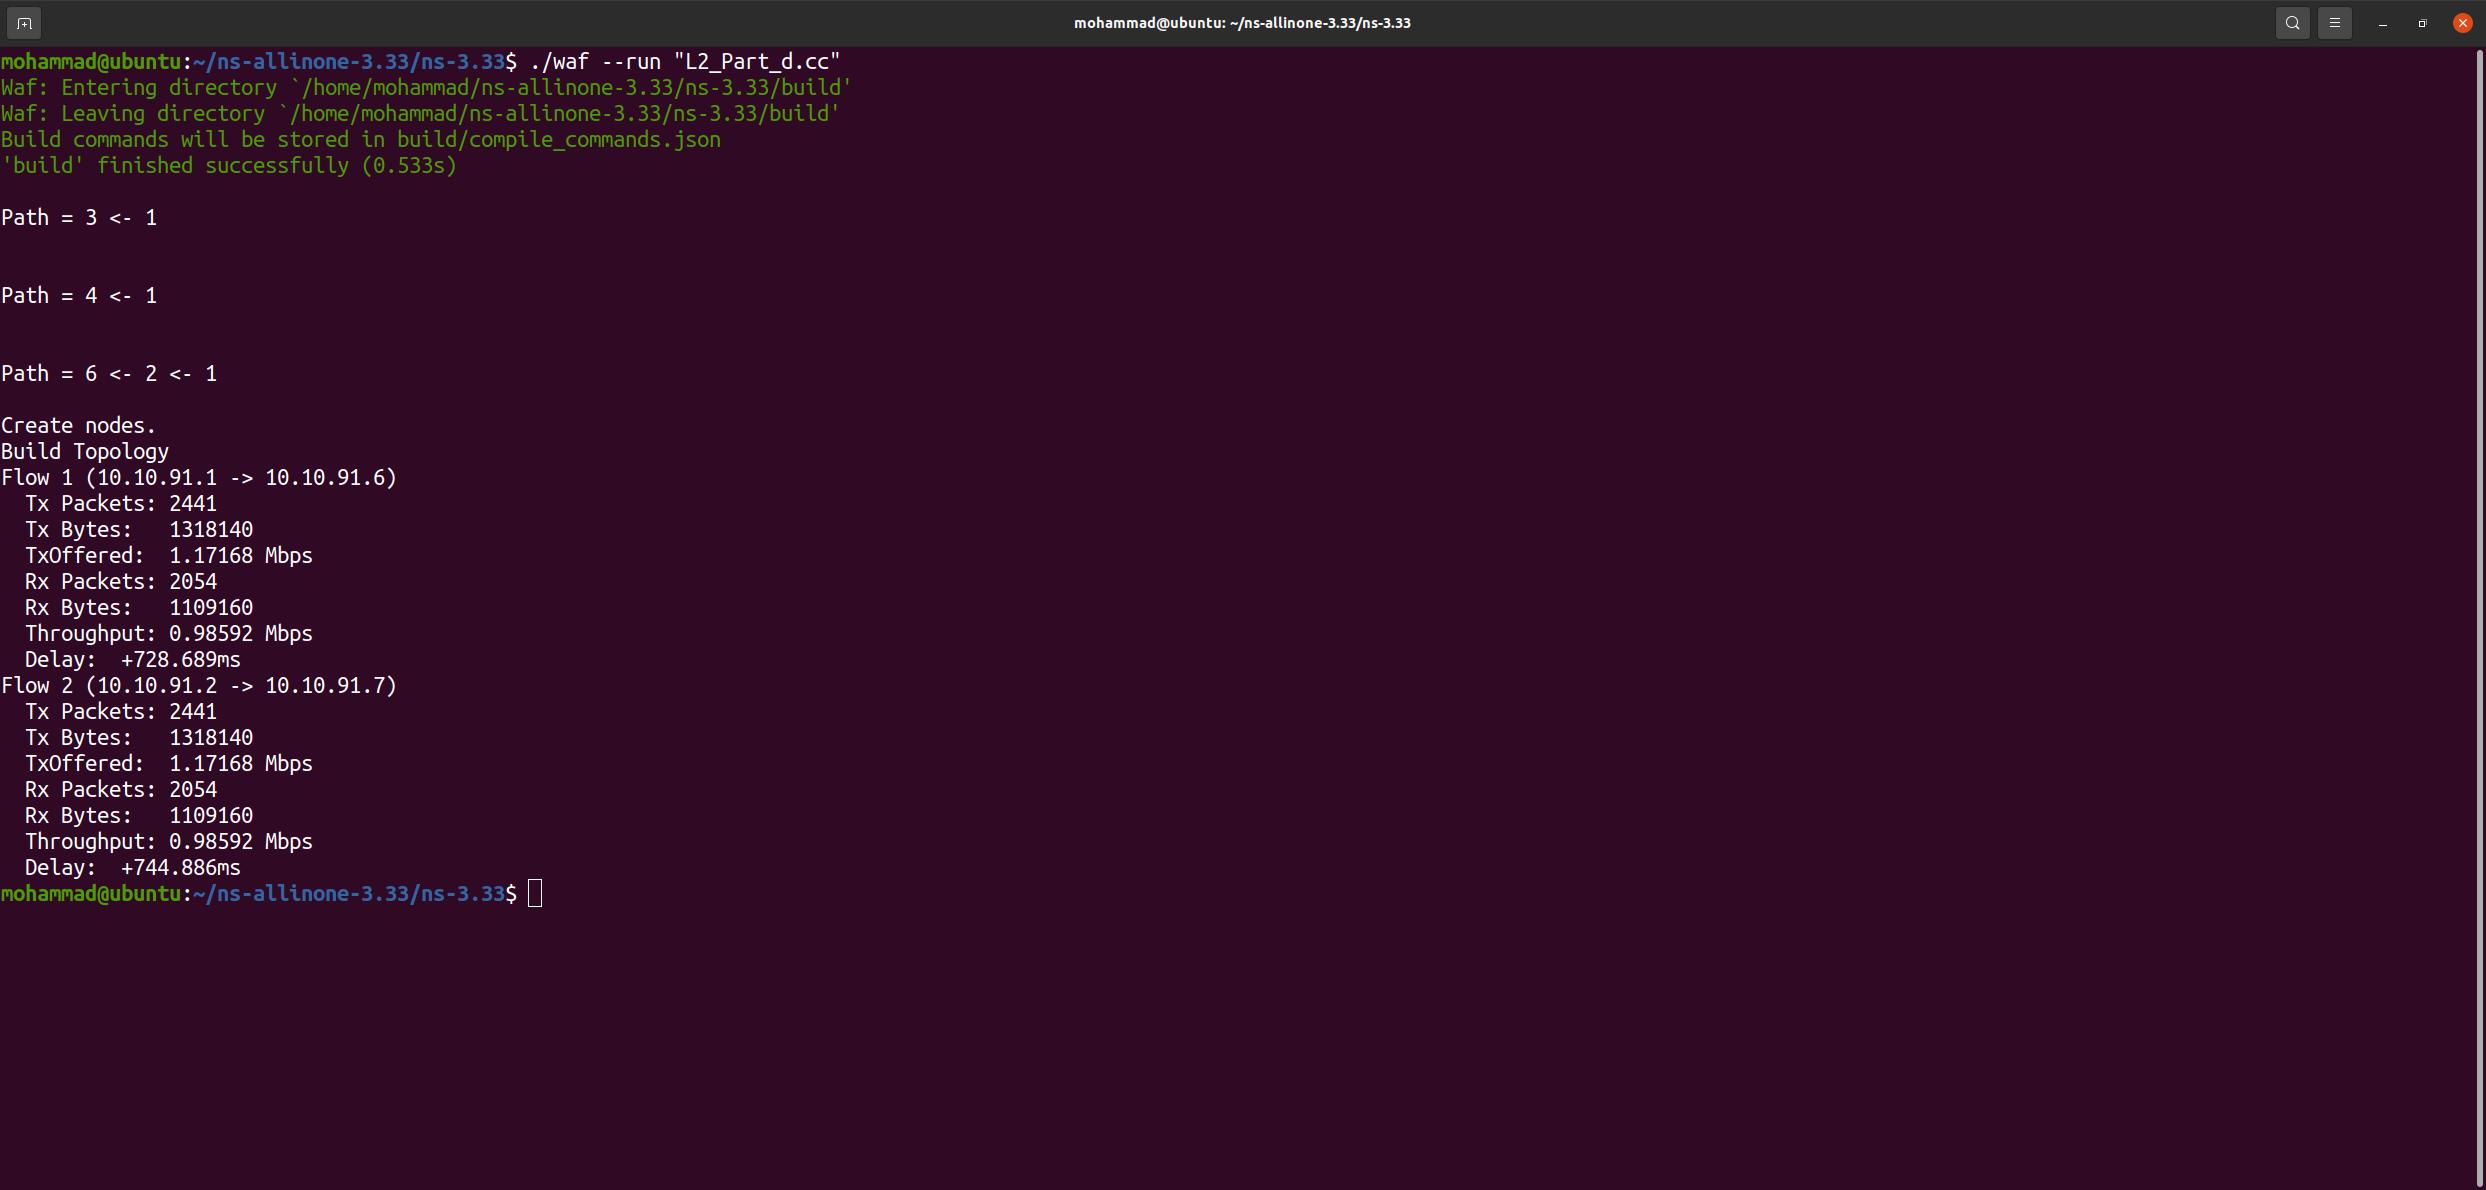 mohammad@ubuntu: ~/ns-allinone-3.33/ns-3.33
mohammad@ubuntu:~/ns-allinone-3.33/ns-3.33$ ./waf --run "L2_Part_d.cc"
Waf: Entering directory `/home/mohammad/ns-allinone-3.33/ns-3.33/build'
Waf: Leaving directory `/home/mohammad/ns-allinone-3.33/ns-3.33/build'
Build commands will be stored in build/compile_commands.json
'build' finished successfully (0.533s)
Path = 3 <- 1
Path = 4 <- 1
Path = 6 <- 2 <- 1
Create nodes.
Build Topology
Flow 1 (10.10.91.1 -> 10.10.91.6)
  Tx Packets: 2441
  Tx Bytes:   1318140
  TxOffered:  1.17168 Mbps
  Rx Packets: 2054
  Rx Bytes:   1109160
  Throughput: 0.98592 Mbps
  Delay:  +728.689ms
Flow 2 (10.10.91.2 -> 10.10.91.7)
  Tx Packets: 2441
  Tx Bytes:   1318140
  TxOffered:  1.17168 Mbps
  Rx Packets: 2054
  Rx Bytes:   1109160
  Throughput: 0.98592 Mbps
  Delay:  +744.886ms
mohammad@ubuntu:~/ns-allinone-3.33/ns-3.33$